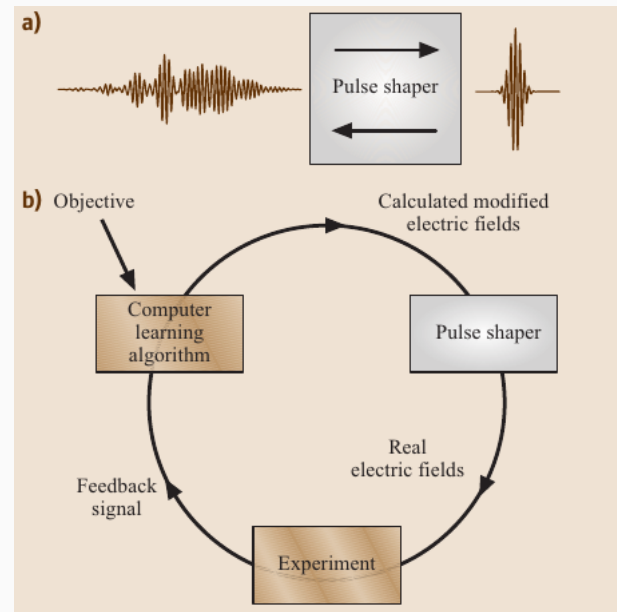 a)
Pulse shaper
b)
Objective
Calculated modified
electric fields
Computer
learning
algorithm
Pulse shaper
Real
electric fields
Feedback
signal
Experiment